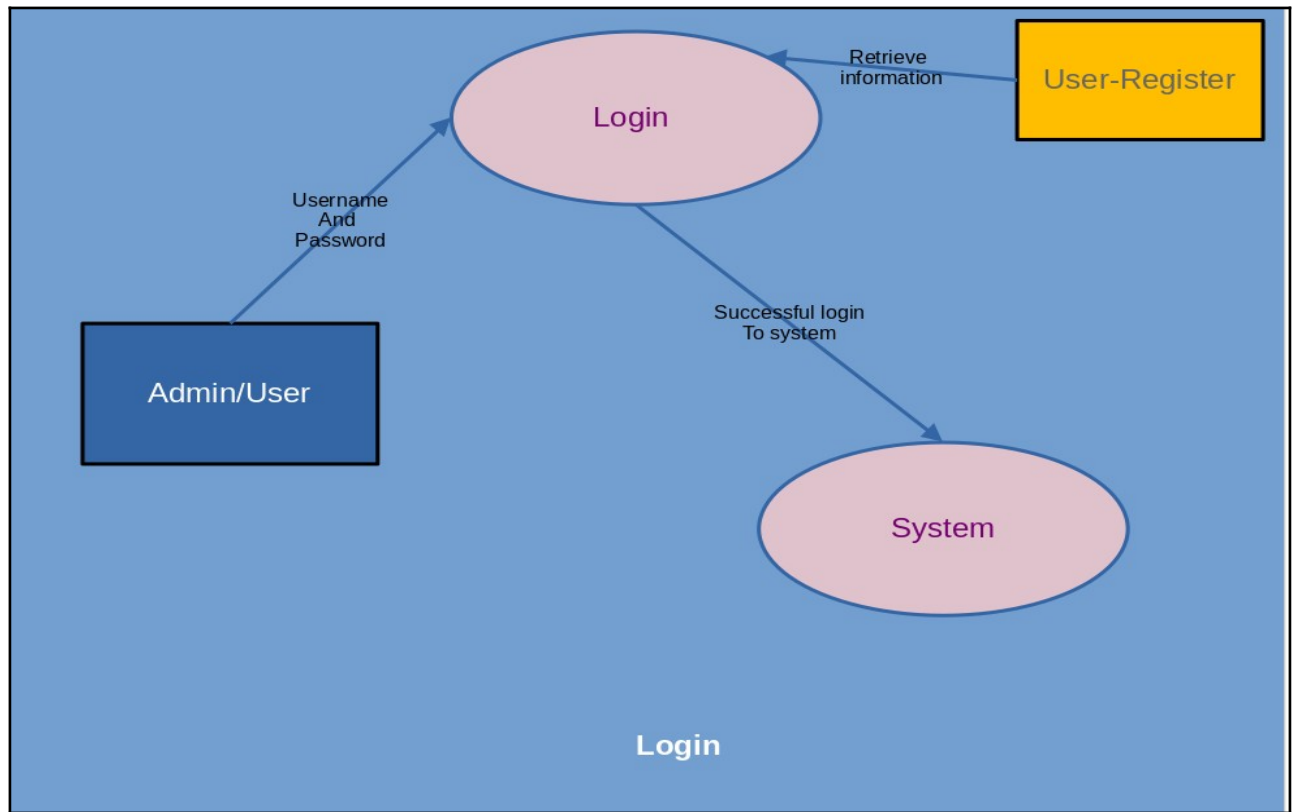 Retrieve
information
User-Register
Login
Username
And
Password
Successful login
To system
Admin/User
System
Login